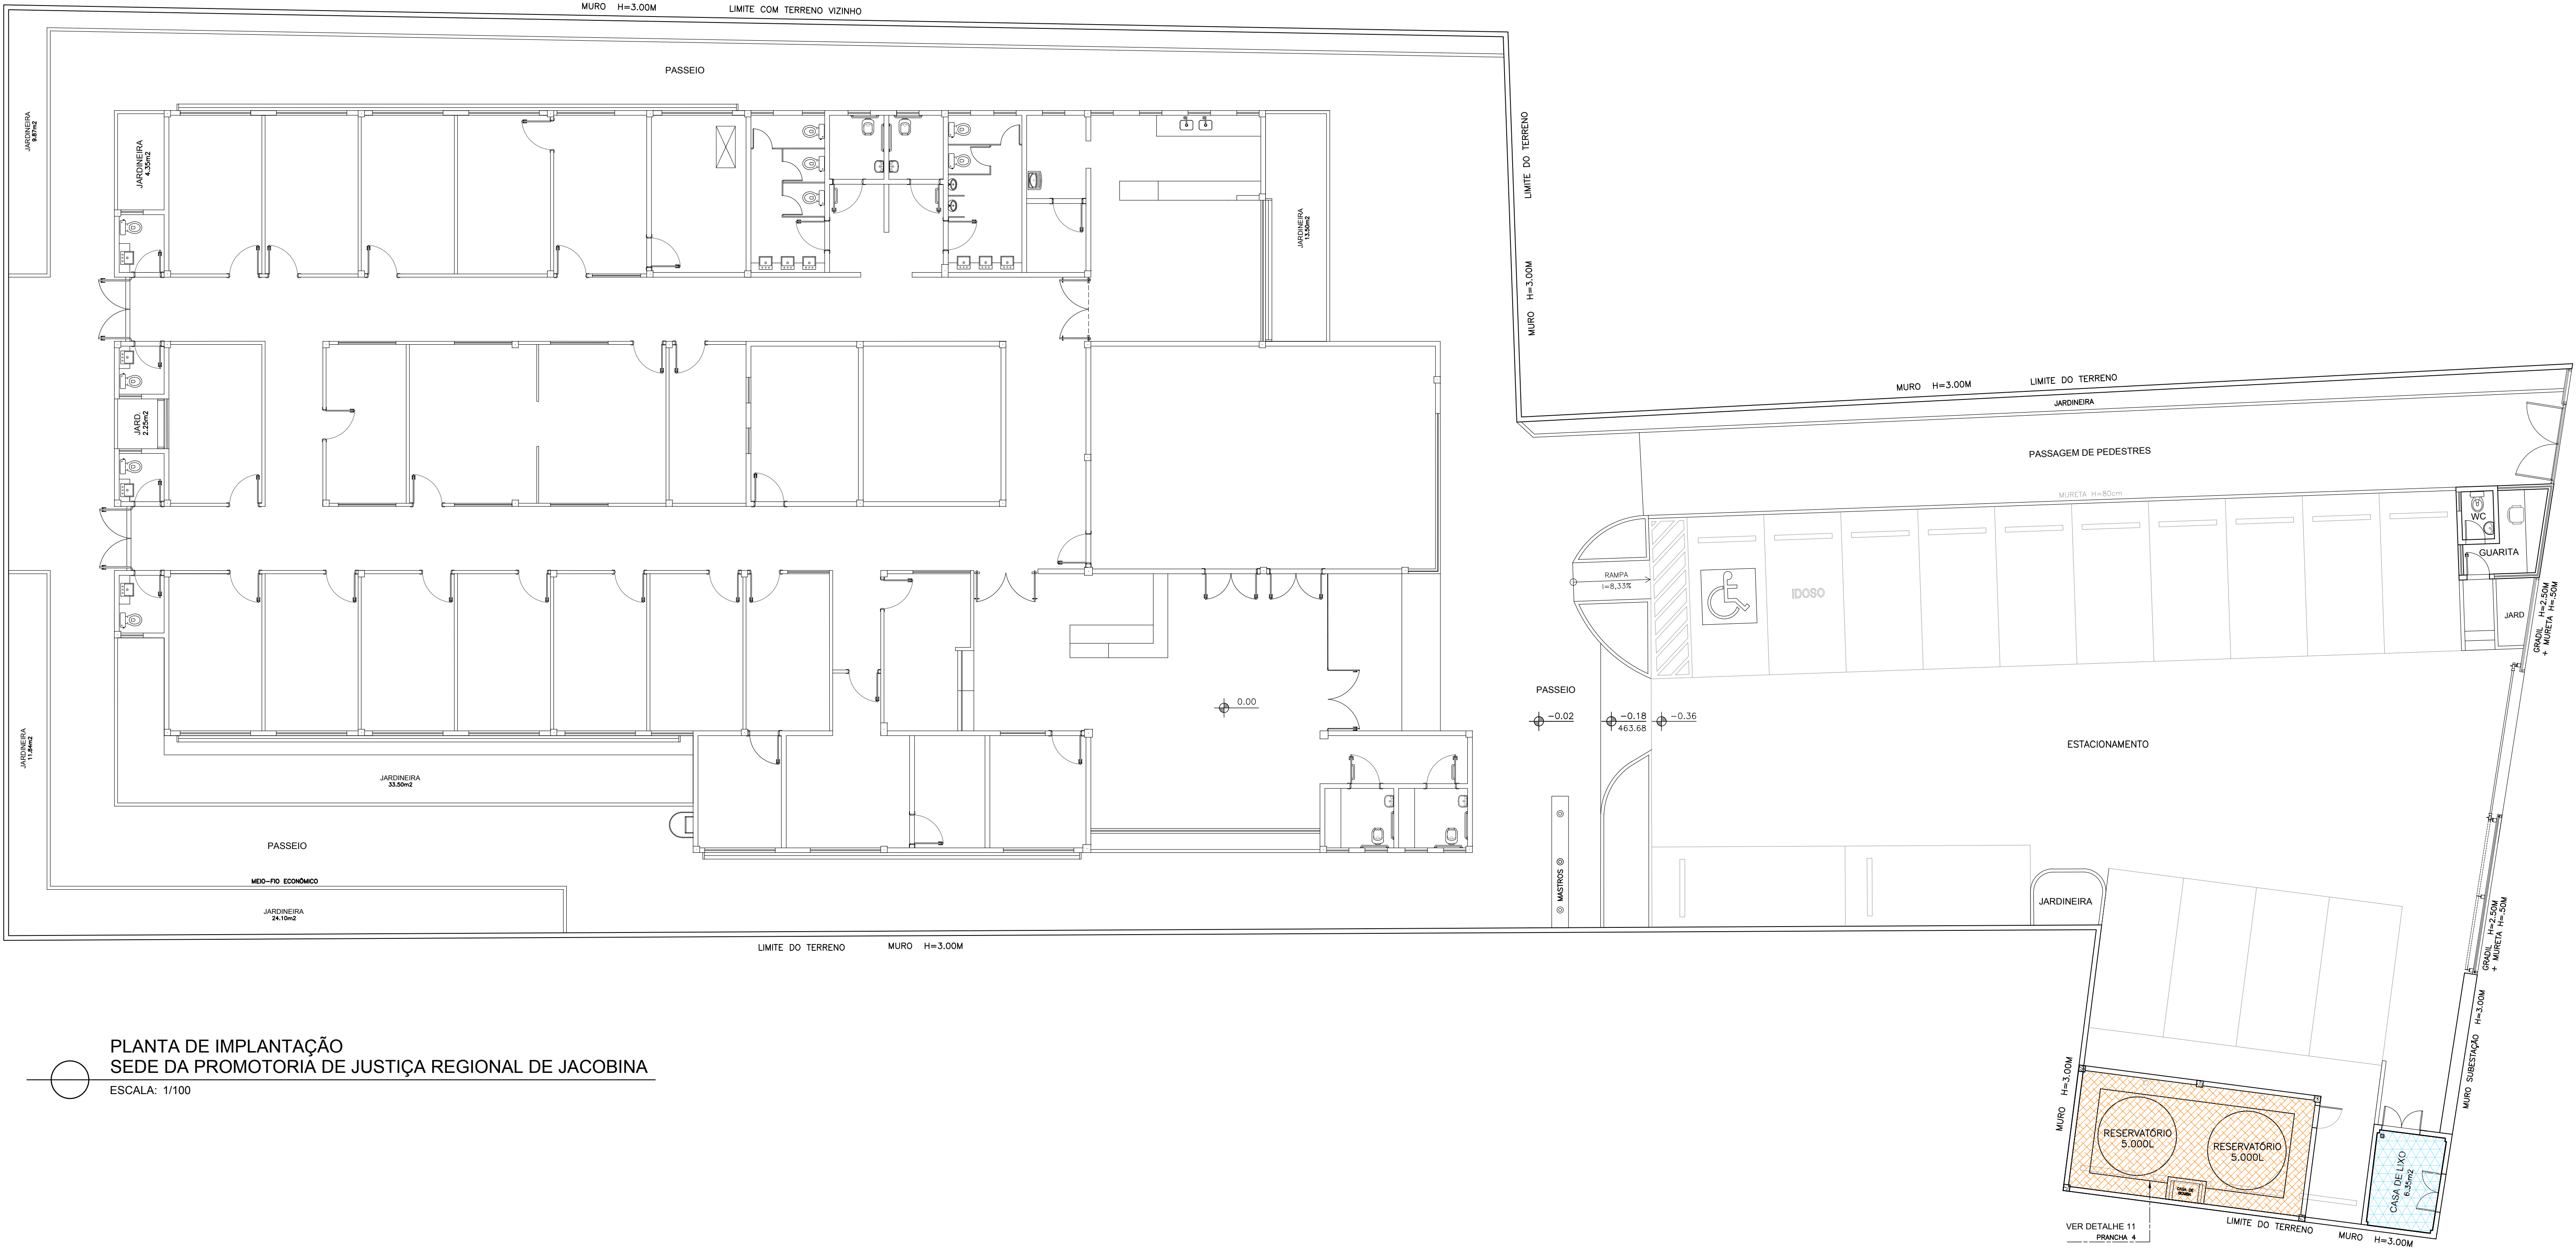 MURO H=3.00M
LIMITE COM TERRENO VIZINHO
PASSEIO
JARDINEIRA
9.87m2
JARDINEIRA
4.35m2
JARDINEIRA
13.50m2
LIMITE DO TERRENO
MURO H=3.00M
MURO H=3.00M
LIMITE DO TERRENO
JARDINEIRA
PASSAGEM DE PEDESTRES
MURETA H=80cm
WC
GUARITA
JARD
GRADIL H=2.50M
+ MURETA H=.50M
JARD.
2.25m2
RAMPA
I=8,33%
IDOSO
0.00
PASSEIO
-0.02
-0.18
463.68
-0.36
ESTACIONAMENTO
JARDINEIRA
11.84m2
JARDINEIRA
33.50m2
PASSEIO
MEIO-FIO ECONÔMICO
JARDINEIRA
24.10m2
MASTROS
JARDINEIRA
GRADIL H=2.50M
+ MURETA H=.50M
LIMITE DO TERRENO
MURO H=3.00M
MURO SUBESTAÇÃO H=3.00M
MURO H=3.00M
RESERVATÓRIO
5.000L
RESERVATÓRIO
5.000L
CASA DE
BOMBA
CASA DE LIXO
6.35m2
VER DETALHE 11
PRANCHA 4
LIMITE DO TERRENO
MURO H=3.00M
PLANTA DE IMPLANTAÇÃO
SEDE DA PROMOTORIA DE JUSTIÇA REGIONAL DE JACOBINA
ESCALA: 1/100